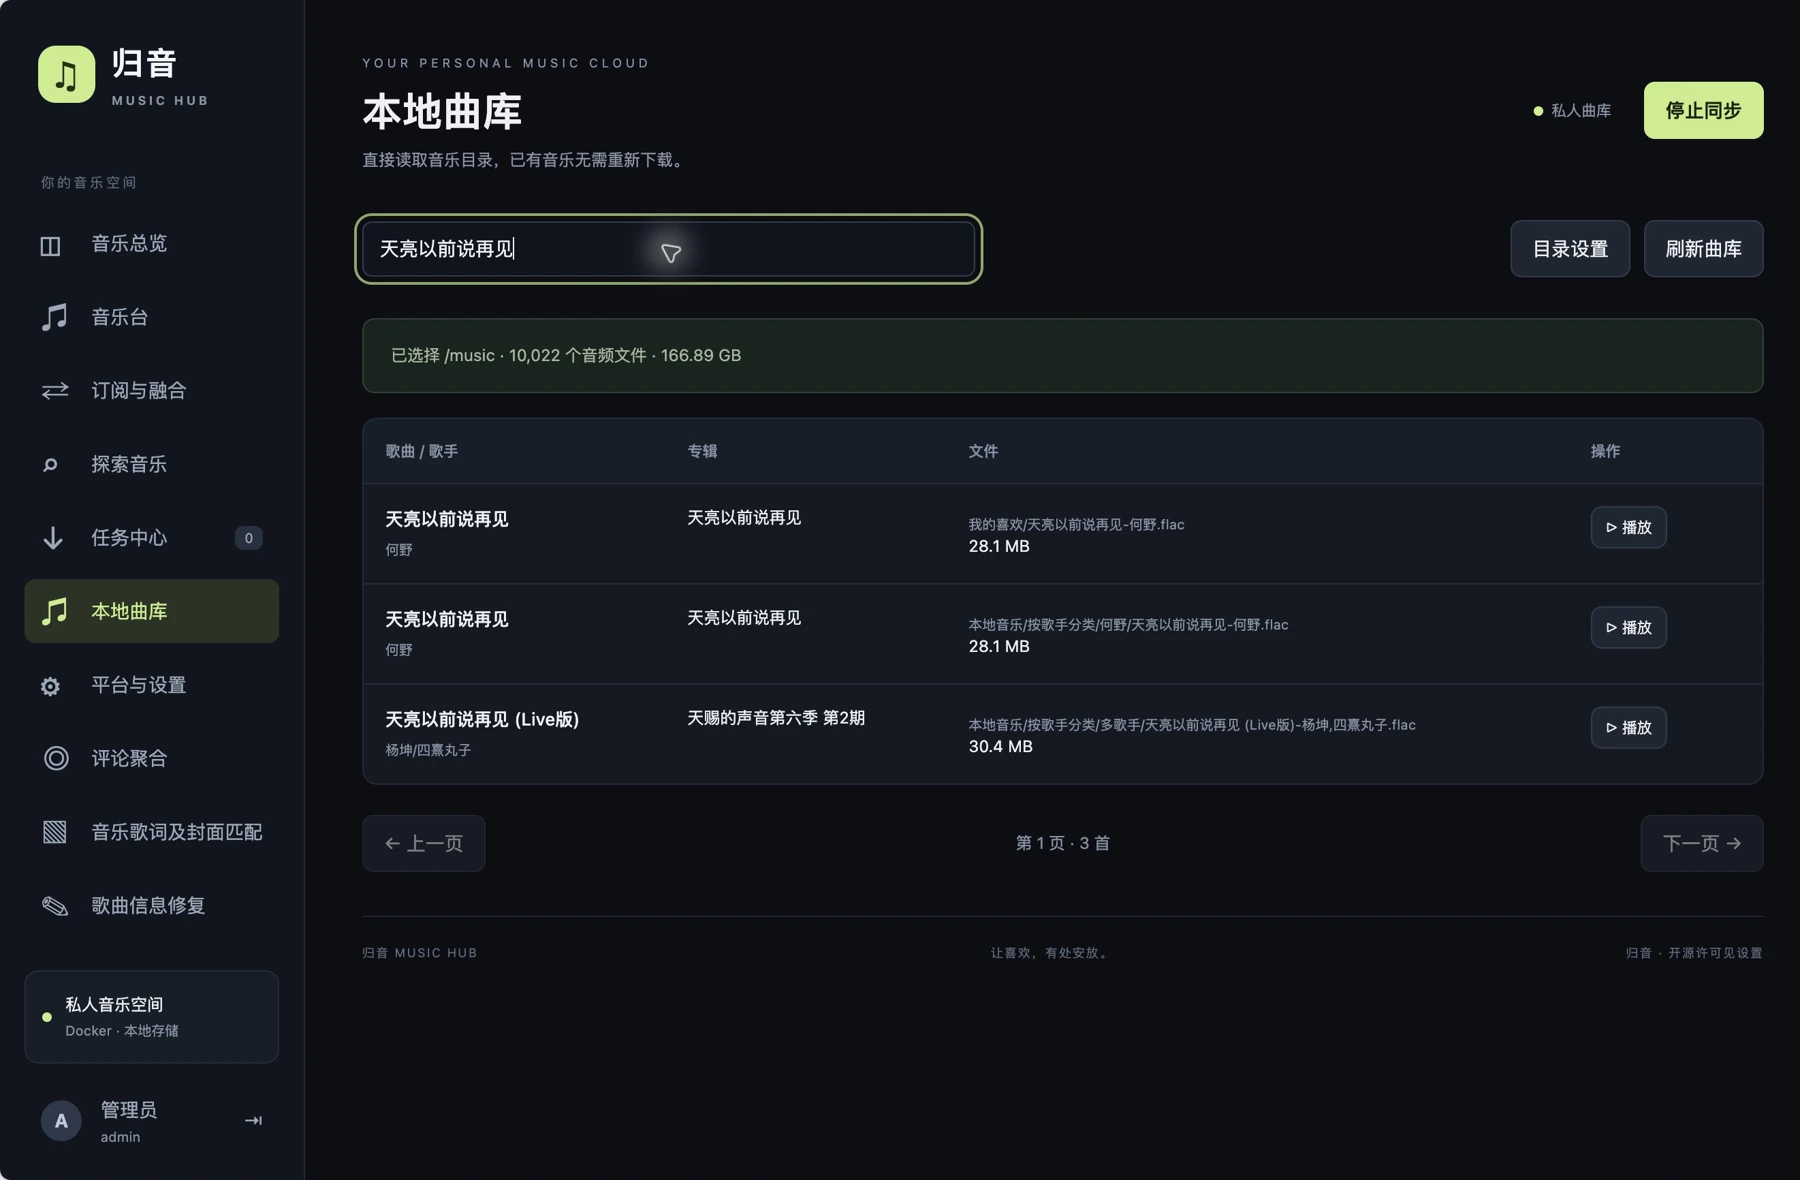 归音
MUSIC HUB
你的音乐空间
音乐总览
音乐台
订阅与融合
探索音乐
任务中心 0
本地曲库
平台与设置
评论聚合
音乐歌词及封面匹配
歌曲信息修复
私人音乐空间
Docker · 本地存储
A 管理员
admin
YOUR PERSONAL MUSIC CLOUD
本地曲库
直接读取音乐目录，已有音乐无需重新下载。
私人曲库 停止同步
天亮以前说再见
目录设置 刷新曲库
已选择 /music · 10,022 个音频文件 · 166.89 GB
歌曲 / 歌手 专辑 文件 操作
天亮以前说再见 天亮以前说再见 我的喜欢/天亮以前说再见-何野.flac 播放
何野 28.1 MB
天亮以前说再见 天亮以前说再见 本地音乐/按歌手分类/何野/天亮以前说再见-何野.flac 播放
何野 28.1 MB
天亮以前说再见 (Live版) 天赐的声音第六季 第2期 本地音乐/按歌手分类/多歌手/天亮以前说再见 (Live版)-杨坤,四熹丸子.flac 播放
杨坤/四熹丸子 30.4 MB
← 上一页 第 1 页 · 3 首 下一页 →
归音 MUSIC HUB 让喜欢，有处安放。 归音 · 开源许可见设置